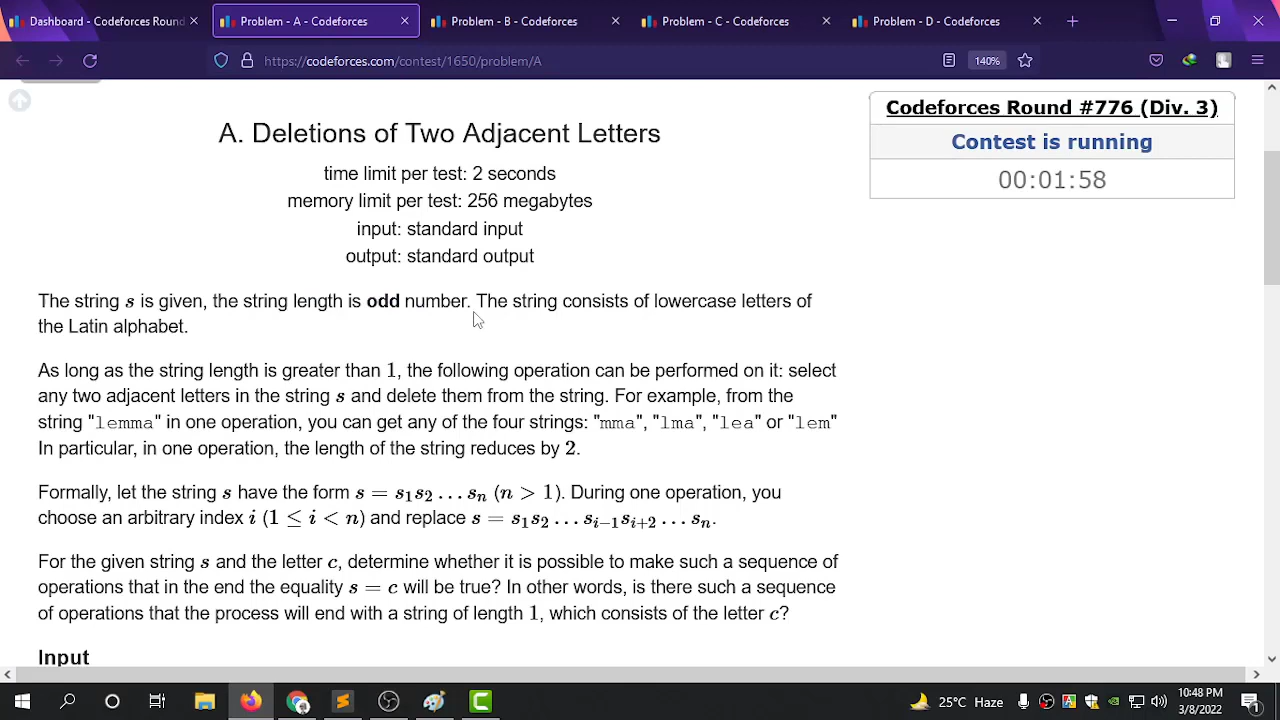 Dashboard - Codeforces Round
Problem - A - Codeforces
Problem - B - Codeforces
Problem - C - Codeforces
Problem - D - Codeforces
https://codeforces.com/contest/1650/problem/A
140%
Codeforces Round #776 (Div. 3)
Contest is running
00:01:58
A. Deletions of Two Adjacent Letters
time limit per test: 2 seconds
memory limit per test: 256 megabytes
input: standard input
output: standard output
The string s is given, the string length is odd number. The string consists of lowercase letters of
the Latin alphabet.
As long as the string length is greater than 1, the following operation can be performed on it: select
any two adjacent letters in the string s and delete them from the string. For example, from the
string "lemma" in one operation, you can get any of the four strings: "mma", "lma", "lea" or "lem"
In particular, in one operation, the length of the string reduces by 2.
Formally, let the string s have the form s = s₁s₂ … sₙ (n > 1). During one operation, you
choose an arbitrary index i (1 ≤ i < n) and replace s = s₁s₂ … sᵢ₋₁sᵢ₊₂ … sₙ.
For the given string s and the letter c, determine whether it is possible to make such a sequence of
operations that in the end the equality s = c will be true? In other words, is there such a sequence
of operations that the process will end with a string of length 1, which consists of the letter c?
Input
25°C Haze
10:48 PM
3/8/2022